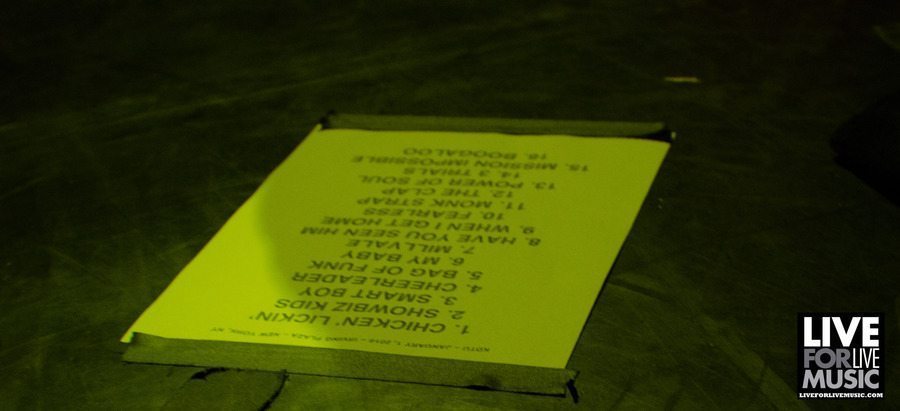 KDTU – JANUARY 1, 2014 – IRVING PLAZA – NEW YORK, NY
1. CHICKEN' LICKIN'
2. SHOWBIZ KIDS
3. SMART BOY
4. CHEERLEADER
5. BAG OF FUNK
6. MY BABY
7. MILLVALE
8. HAVE YOU SEEN HIM
9. WHEN I GET HOME
10. FEARLESS
11. MONK STRAP
12. THE CLAP
13. POWER OF SOUL
14. 3 TRIALS
15. MISSION IMPOSSIBLE
16. BOOGALOO
LIVE
FOR LIVE
MUSIC
LIVEFORLIVEMUSIC.COM